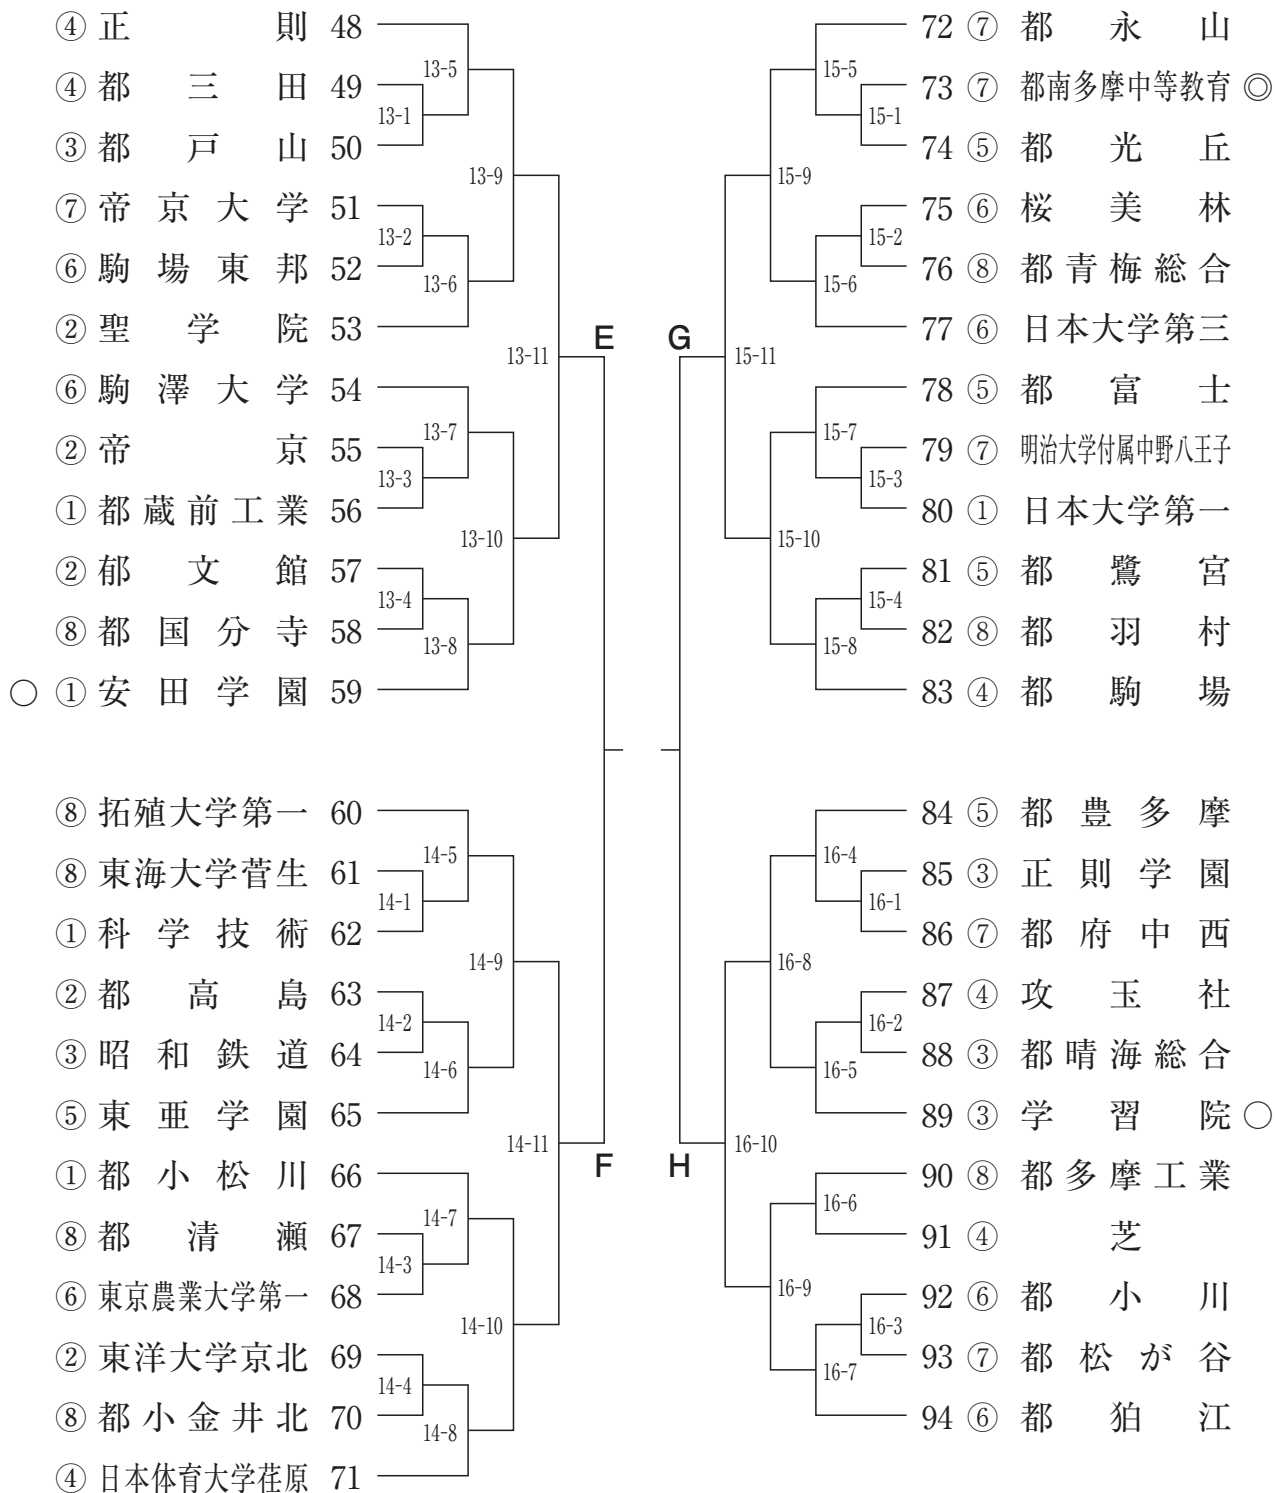 ④ 正則 48
13-5
④ 都三田 49
13-1
③ 都戸山 50
13-9
⑦ 帝京大学 51
13-2
⑥ 駒場東邦 52
13-6
② 聖学院 53
E
13-11
⑥ 駒澤大学 54
13-7
② 帝京 55
13-3
① 都蔵前工業 56
13-10
② 郁文館 57
13-4
⑧ 都国分寺 58
13-8
○ ① 安田学園 59
⑧ 拓殖大学第一 60
14-5
⑧ 東海大学菅生 61
14-1
① 科学技術 62
14-9
② 都高島 63
14-2
③ 昭和鉄道 64
14-6
⑤ 東亜学園 65
14-11
F
① 都小松川 66
14-7
⑧ 都清瀬 67
14-3
⑥ 東京農業大学第一 68
14-10
② 東洋大学京北 69
14-4
⑧ 都小金井北 70
14-8
④ 日本体育大学荏原 71
72 ⑦ 都永山
15-5
73 ⑦ 都南多摩中等教育 ◎
15-1
74 ⑤ 都光丘
15-9
75 ⑥ 桜美林
15-2
76 ⑧ 都青梅総合
15-6
77 ⑥ 日本大学第三
G
15-11
78 ⑤ 都富士
15-7
79 ⑦ 明治大学付属中野八王子
15-3
80 ① 日本大学第一
15-10
81 ⑤ 都鷺宮
15-4
82 ⑧ 都羽村
15-8
83 ④ 都駒場
84 ⑤ 都豊多摩
16-4
85 ③ 正則学園
16-1
86 ⑦ 都府中西
16-8
87 ④ 攻玉社
16-2
88 ③ 都晴海総合
16-5
89 ③ 学習院 ○
16-10
H
90 ⑧ 都多摩工業
16-6
91 ④ 芝
16-9
92 ⑥ 都小川
16-3
93 ⑦ 都松が谷
16-7
94 ⑥ 都狛江